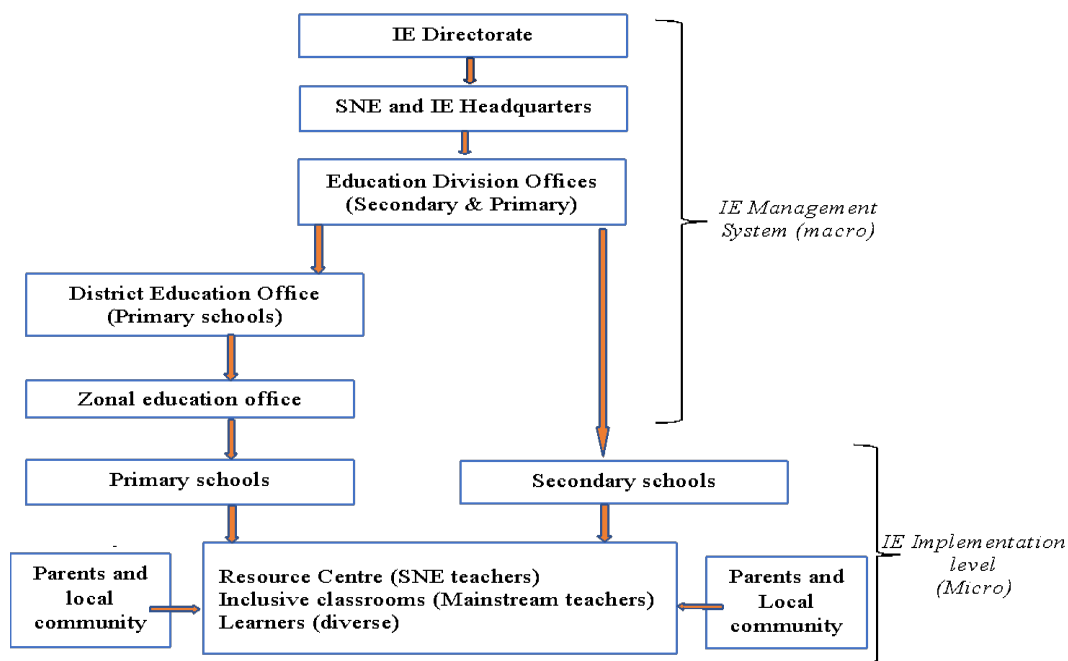 IE Directorate
SNE and IE Headquarters
Education Division Offices
(Secondary & Primary)
IE Management
System (macro)
District Education Office
(Primary schools)
Zonal education office
Primary schools
Secondary schools
IE Implementation
level
(Micro)
Parents and
local
community
Resource Centre (SNE teachers)
Inclusive classrooms (Mainstream teachers)
Learners (diverse)
Parents and
Local
community